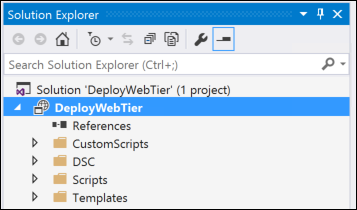 Solution Explorer
Search Solution Explorer (Ctrl+;)
Solution 'DeployWebTier' (1 project)
DeployWebTier
References
CustomScripts
DSC
Scripts
Templates